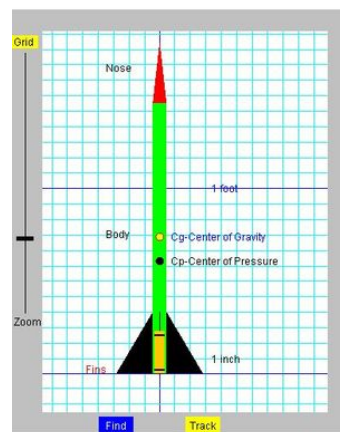 Grid
Nose
1 foot
Body
Cg-Center of Gravity
Cp-Center of Pressure
Zoom
1 inch
Fins
Find
Track